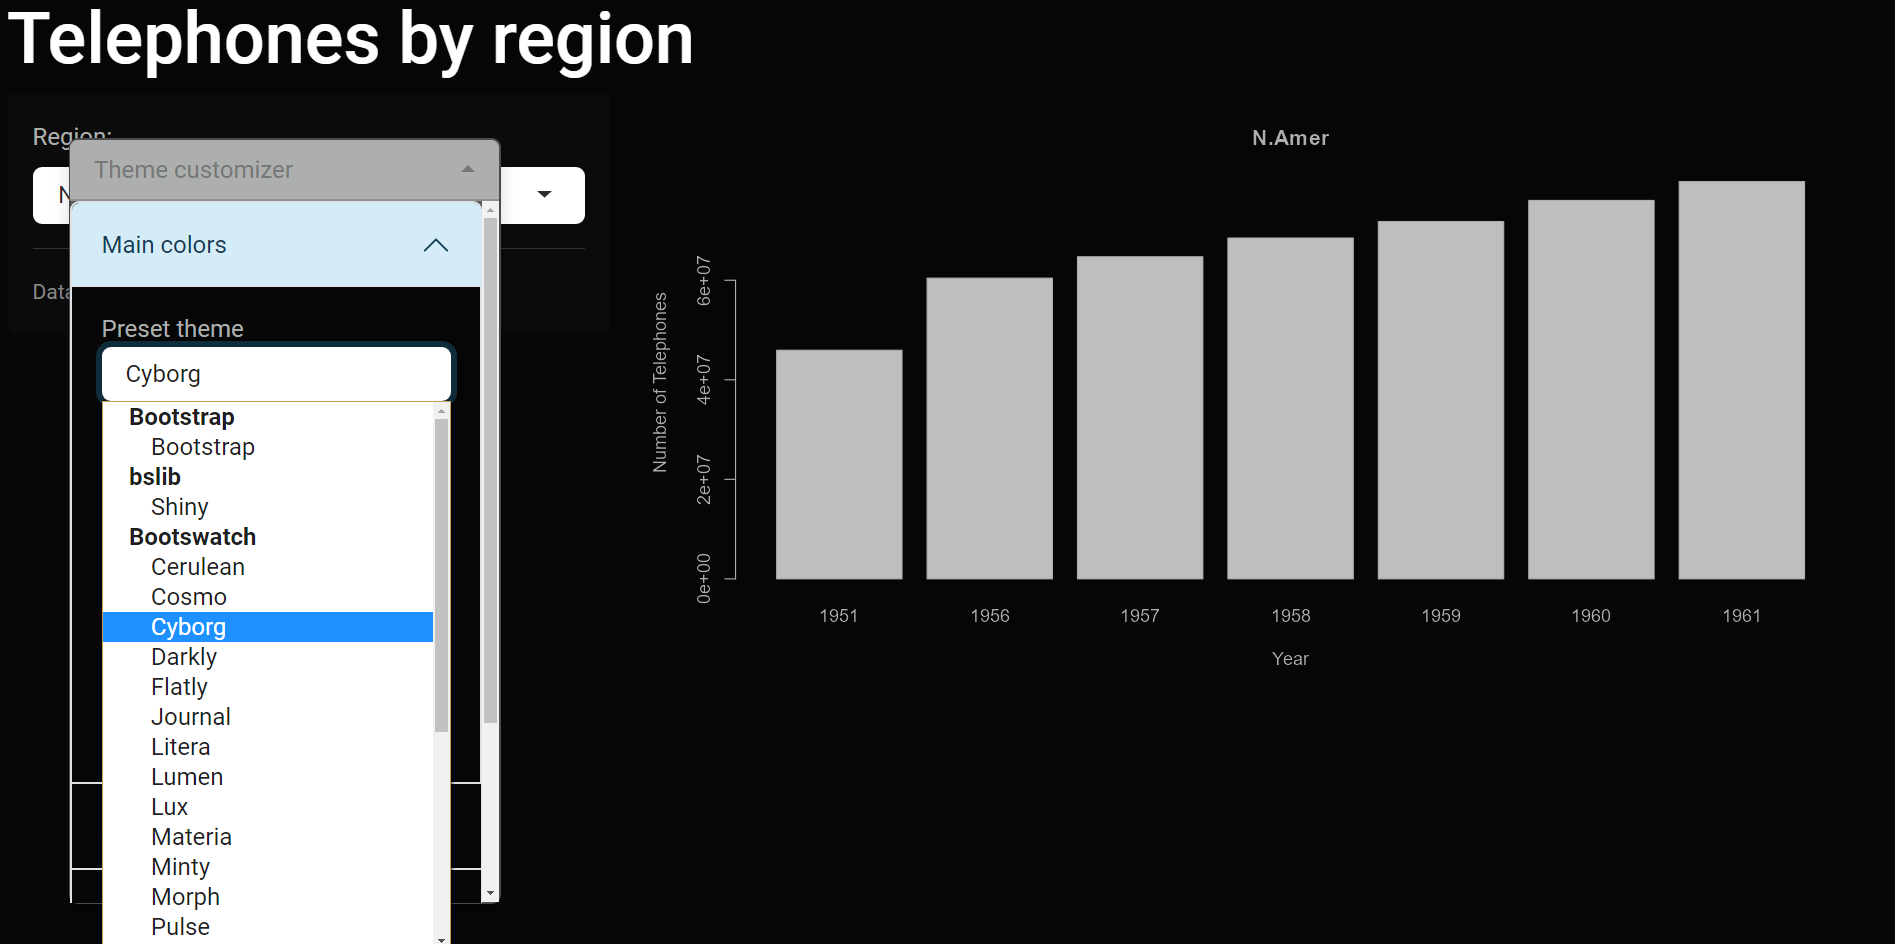 Telephones by region
Region:
Theme customizer
N
Main colors
Data
Preset theme
Cyborg
Bootstrap
Bootstrap
bslib
Shiny
Bootswatch
Cerulean
Cosmo
Cyborg
Darkly
Flatly
Journal
Litera
Lumen
Lux
Materia
Minty
Morph
Pulse
N.Amer
Number of Telephones
6e+07
4e+07
2e+07
0e+00
1951 1956 1957 1958 1959 1960 1961
Year